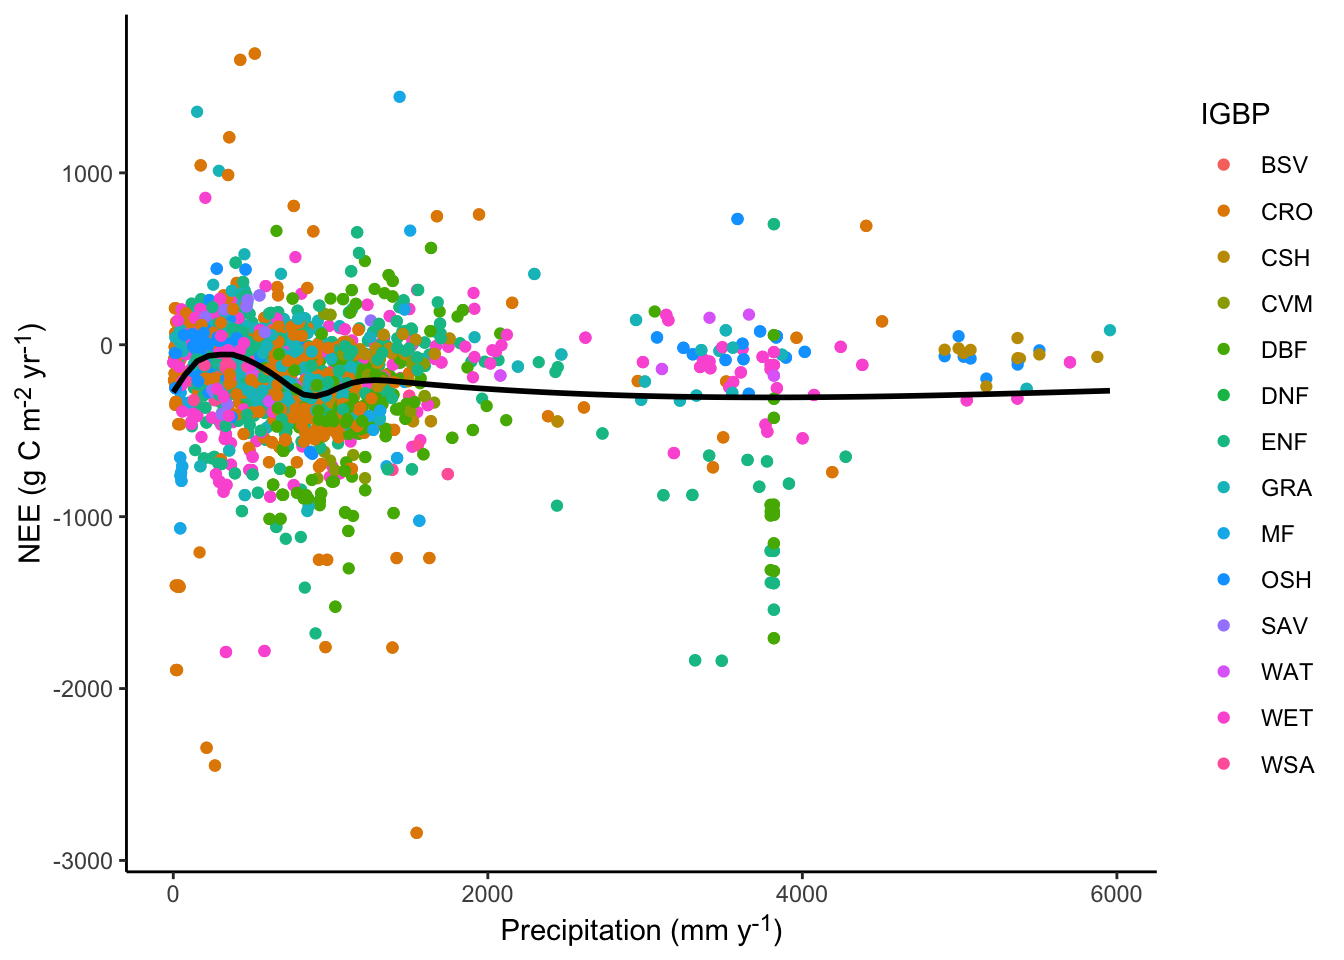 NEE (g C m-2 yr-1)
1000
0
-1000
-2000
-3000
0 2000 4000 6000
Precipitation (mm y-1)
IGBP
BSV
CRO
CSH
CVM
DBF
DNF
ENF
GRA
MF
OSH
SAV
WAT
WET
WSA